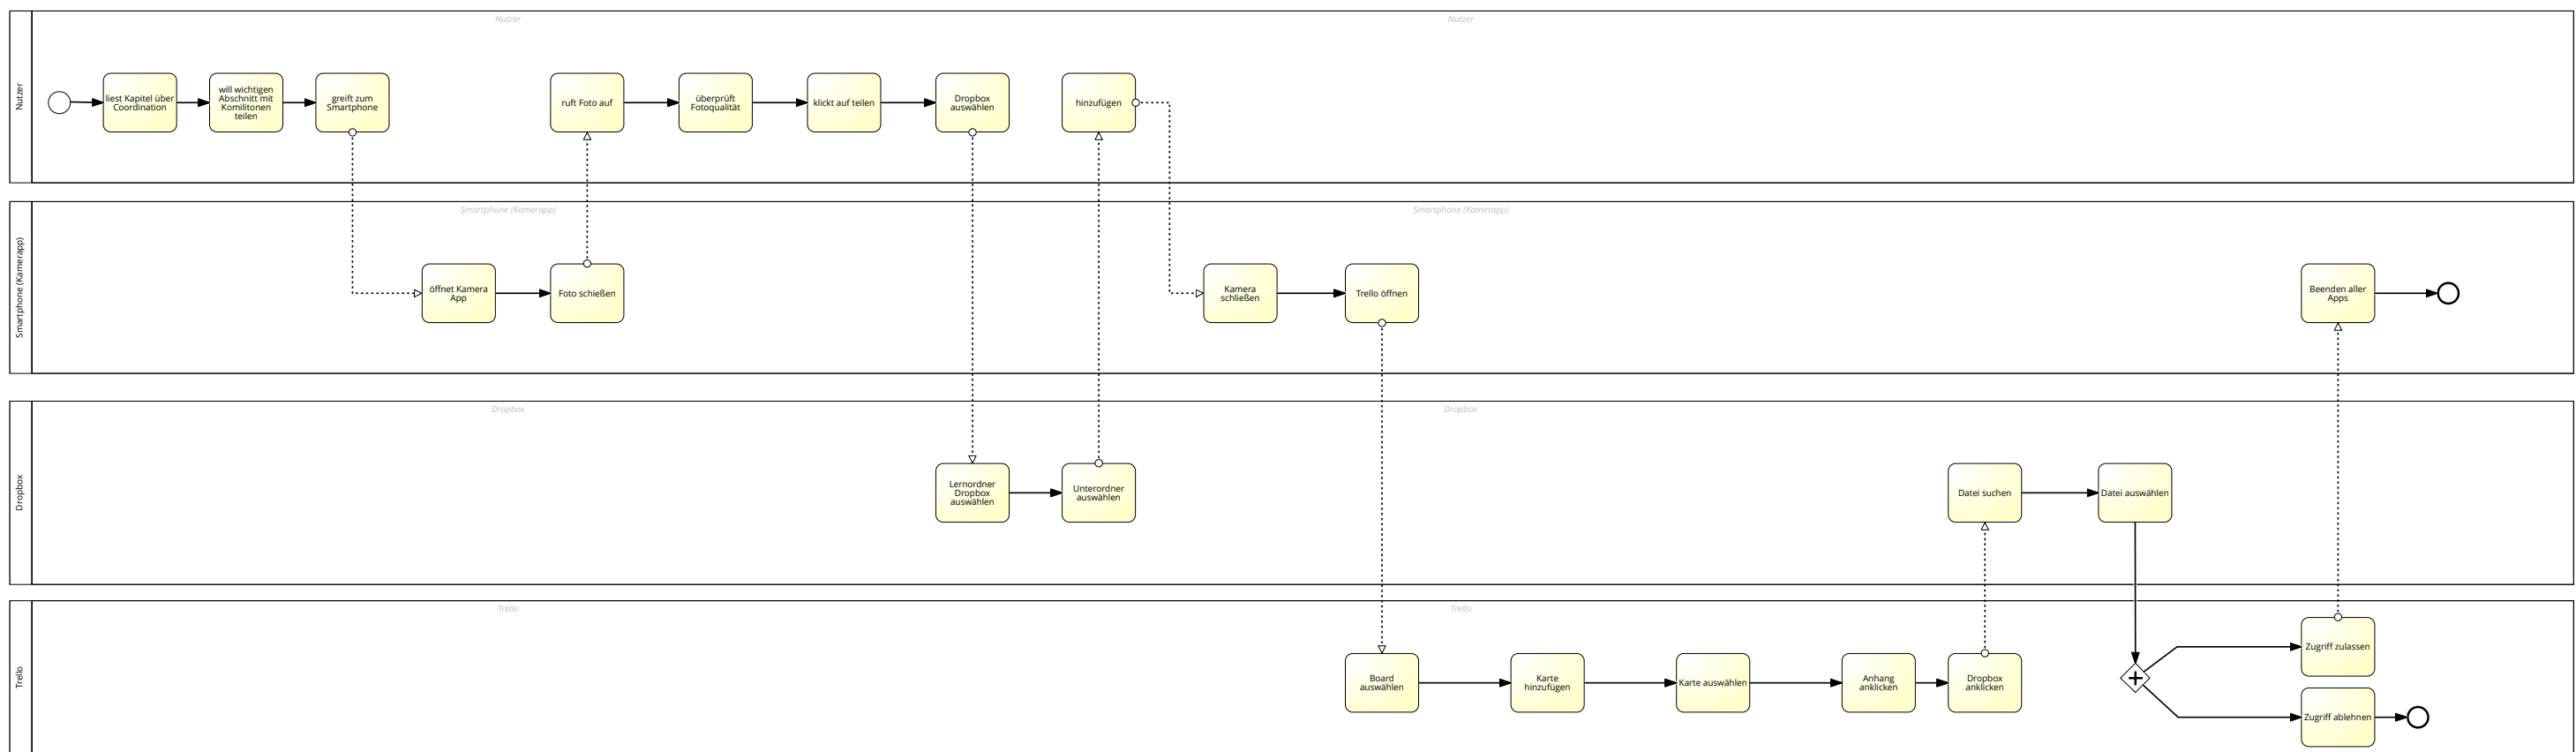 Nutzer
Nutzer
Nutzer
liest Kapitel über
Coordination
will wichtigen
Abschnitt mit
Komilitonen
teilen
greift zum
Smartphone
ruft Foto auf
überprüft
Fotoqualität
klickt auf teilen
Dropbox
auswählen
hinzufügen
Smartphone (Kamerapp)
Smartphone (Kamerapp)
Smartphone (Kamerapp)
öffnet Kamera
App
Foto schießen
Kamera
schließen
Trello öffnen
Beenden aller
Apps
Dropbox
Dropbox
Dropbox
Lernordner
Dropbox
auswählen
Unterordner
auswählen
Datei suchen
Datei auswählen
Trello
Trello
Trello
Board
auswählen
Karte
hinzufügen
Karte auswählen
Anhang
anklicken
Dropbox
anklicken
Zugriff zulassen
Zugriff ablehnen